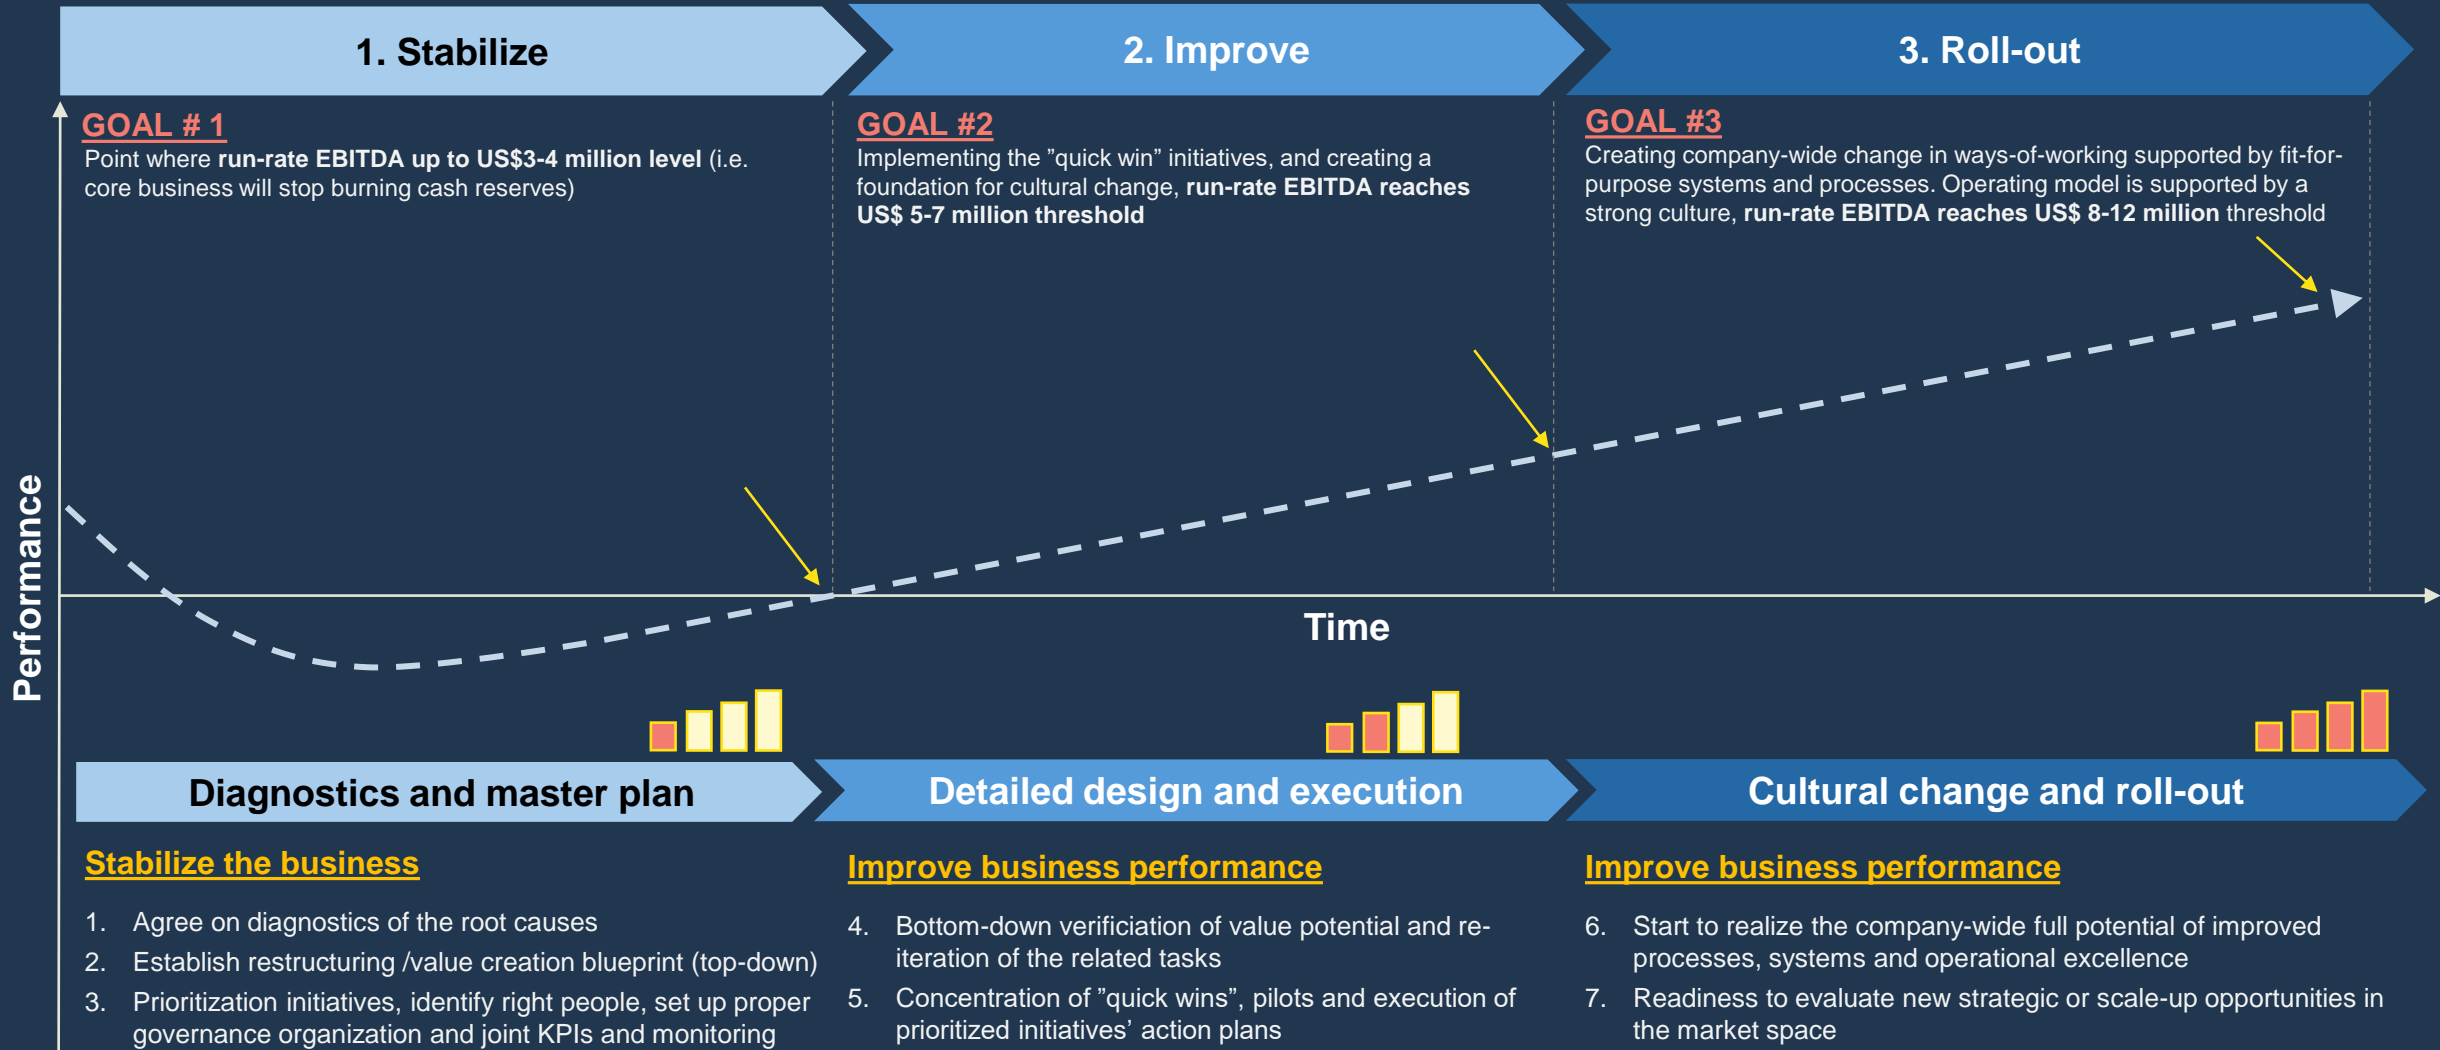 1. Stabilize
2. Improve
3. Roll-out
GOAL # 1
Point where run-rate EBITDA up to US$3-4 million level (i.e.
core business will stop burning cash reserves)
GOAL #2
Implementing the ”quick win” initiatives, and creating a
foundation for cultural change, run-rate EBITDA reaches
US$ 5-7 million threshold
GOAL #3
Creating company-wide change in ways-of-working supported by fit-for-
purpose systems and processes. Operating model is supported by a
strong culture, run-rate EBITDA reaches US$ 8-12 million threshold
Performance
Time
Diagnostics and master plan
Detailed design and execution
Cultural change and roll-out
Stabilize the business
1. Agree on diagnostics of the root causes
2. Establish restructuring /value creation blueprint (top-down)
3. Prioritization initiatives, identify right people, set up proper
governance organization and joint KPIs and monitoring
Improve business performance
4. Bottom-down verificiation of value potential and re-
iteration of the related tasks
5. Concentration of ”quick wins”, pilots and execution of
prioritized initiatives’ action plans
Improve business performance
6. Start to realize the company-wide full potential of improved
processes, systems and operational excellence
7. Readiness to evaluate new strategic or scale-up opportunities in
the market space